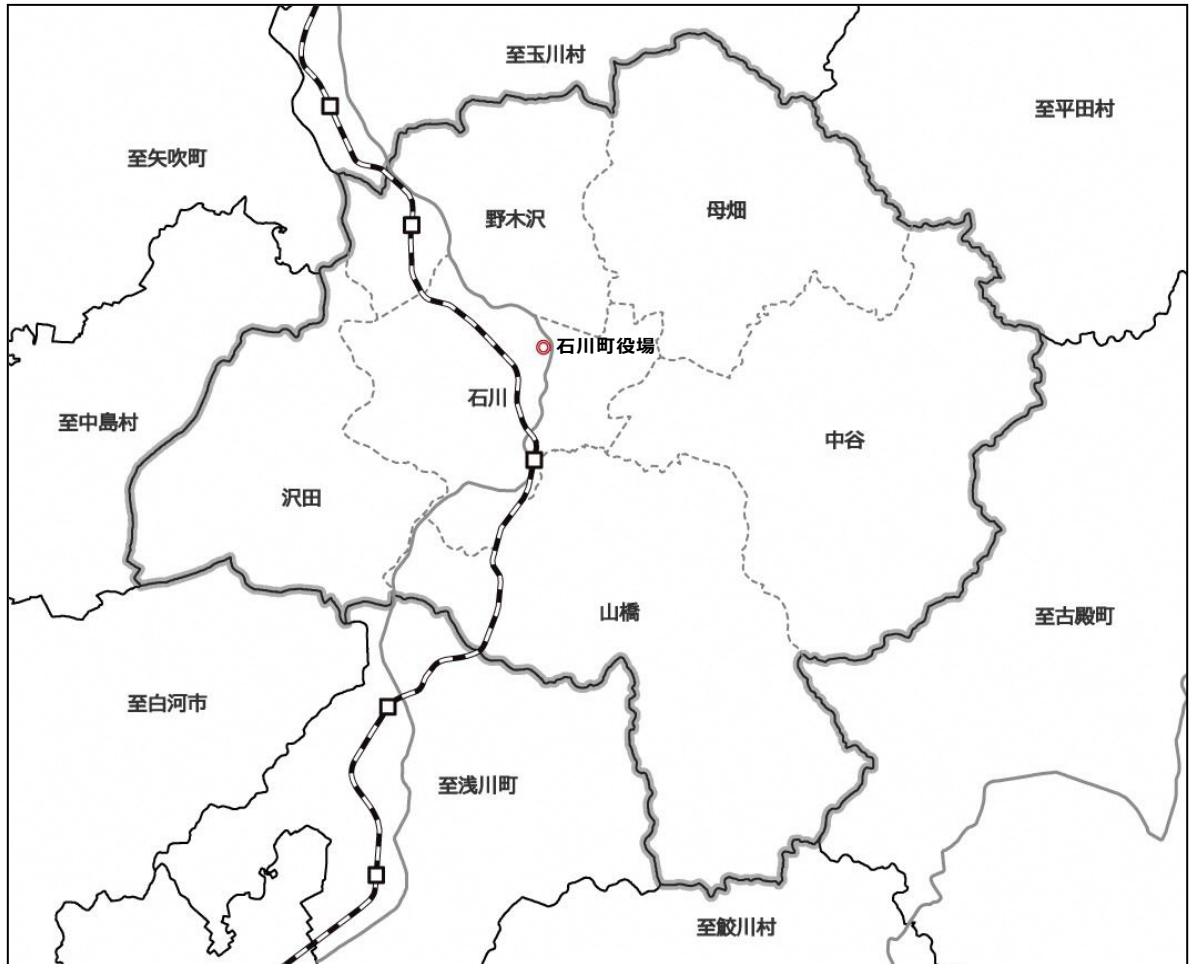 至玉川村
至平田村
至矢吹町
野木沢
母畑
石川町役場
石川
至中島村
中谷
沢田
山橋
至古殿町
至白河市
至浅川町
至鮫川村